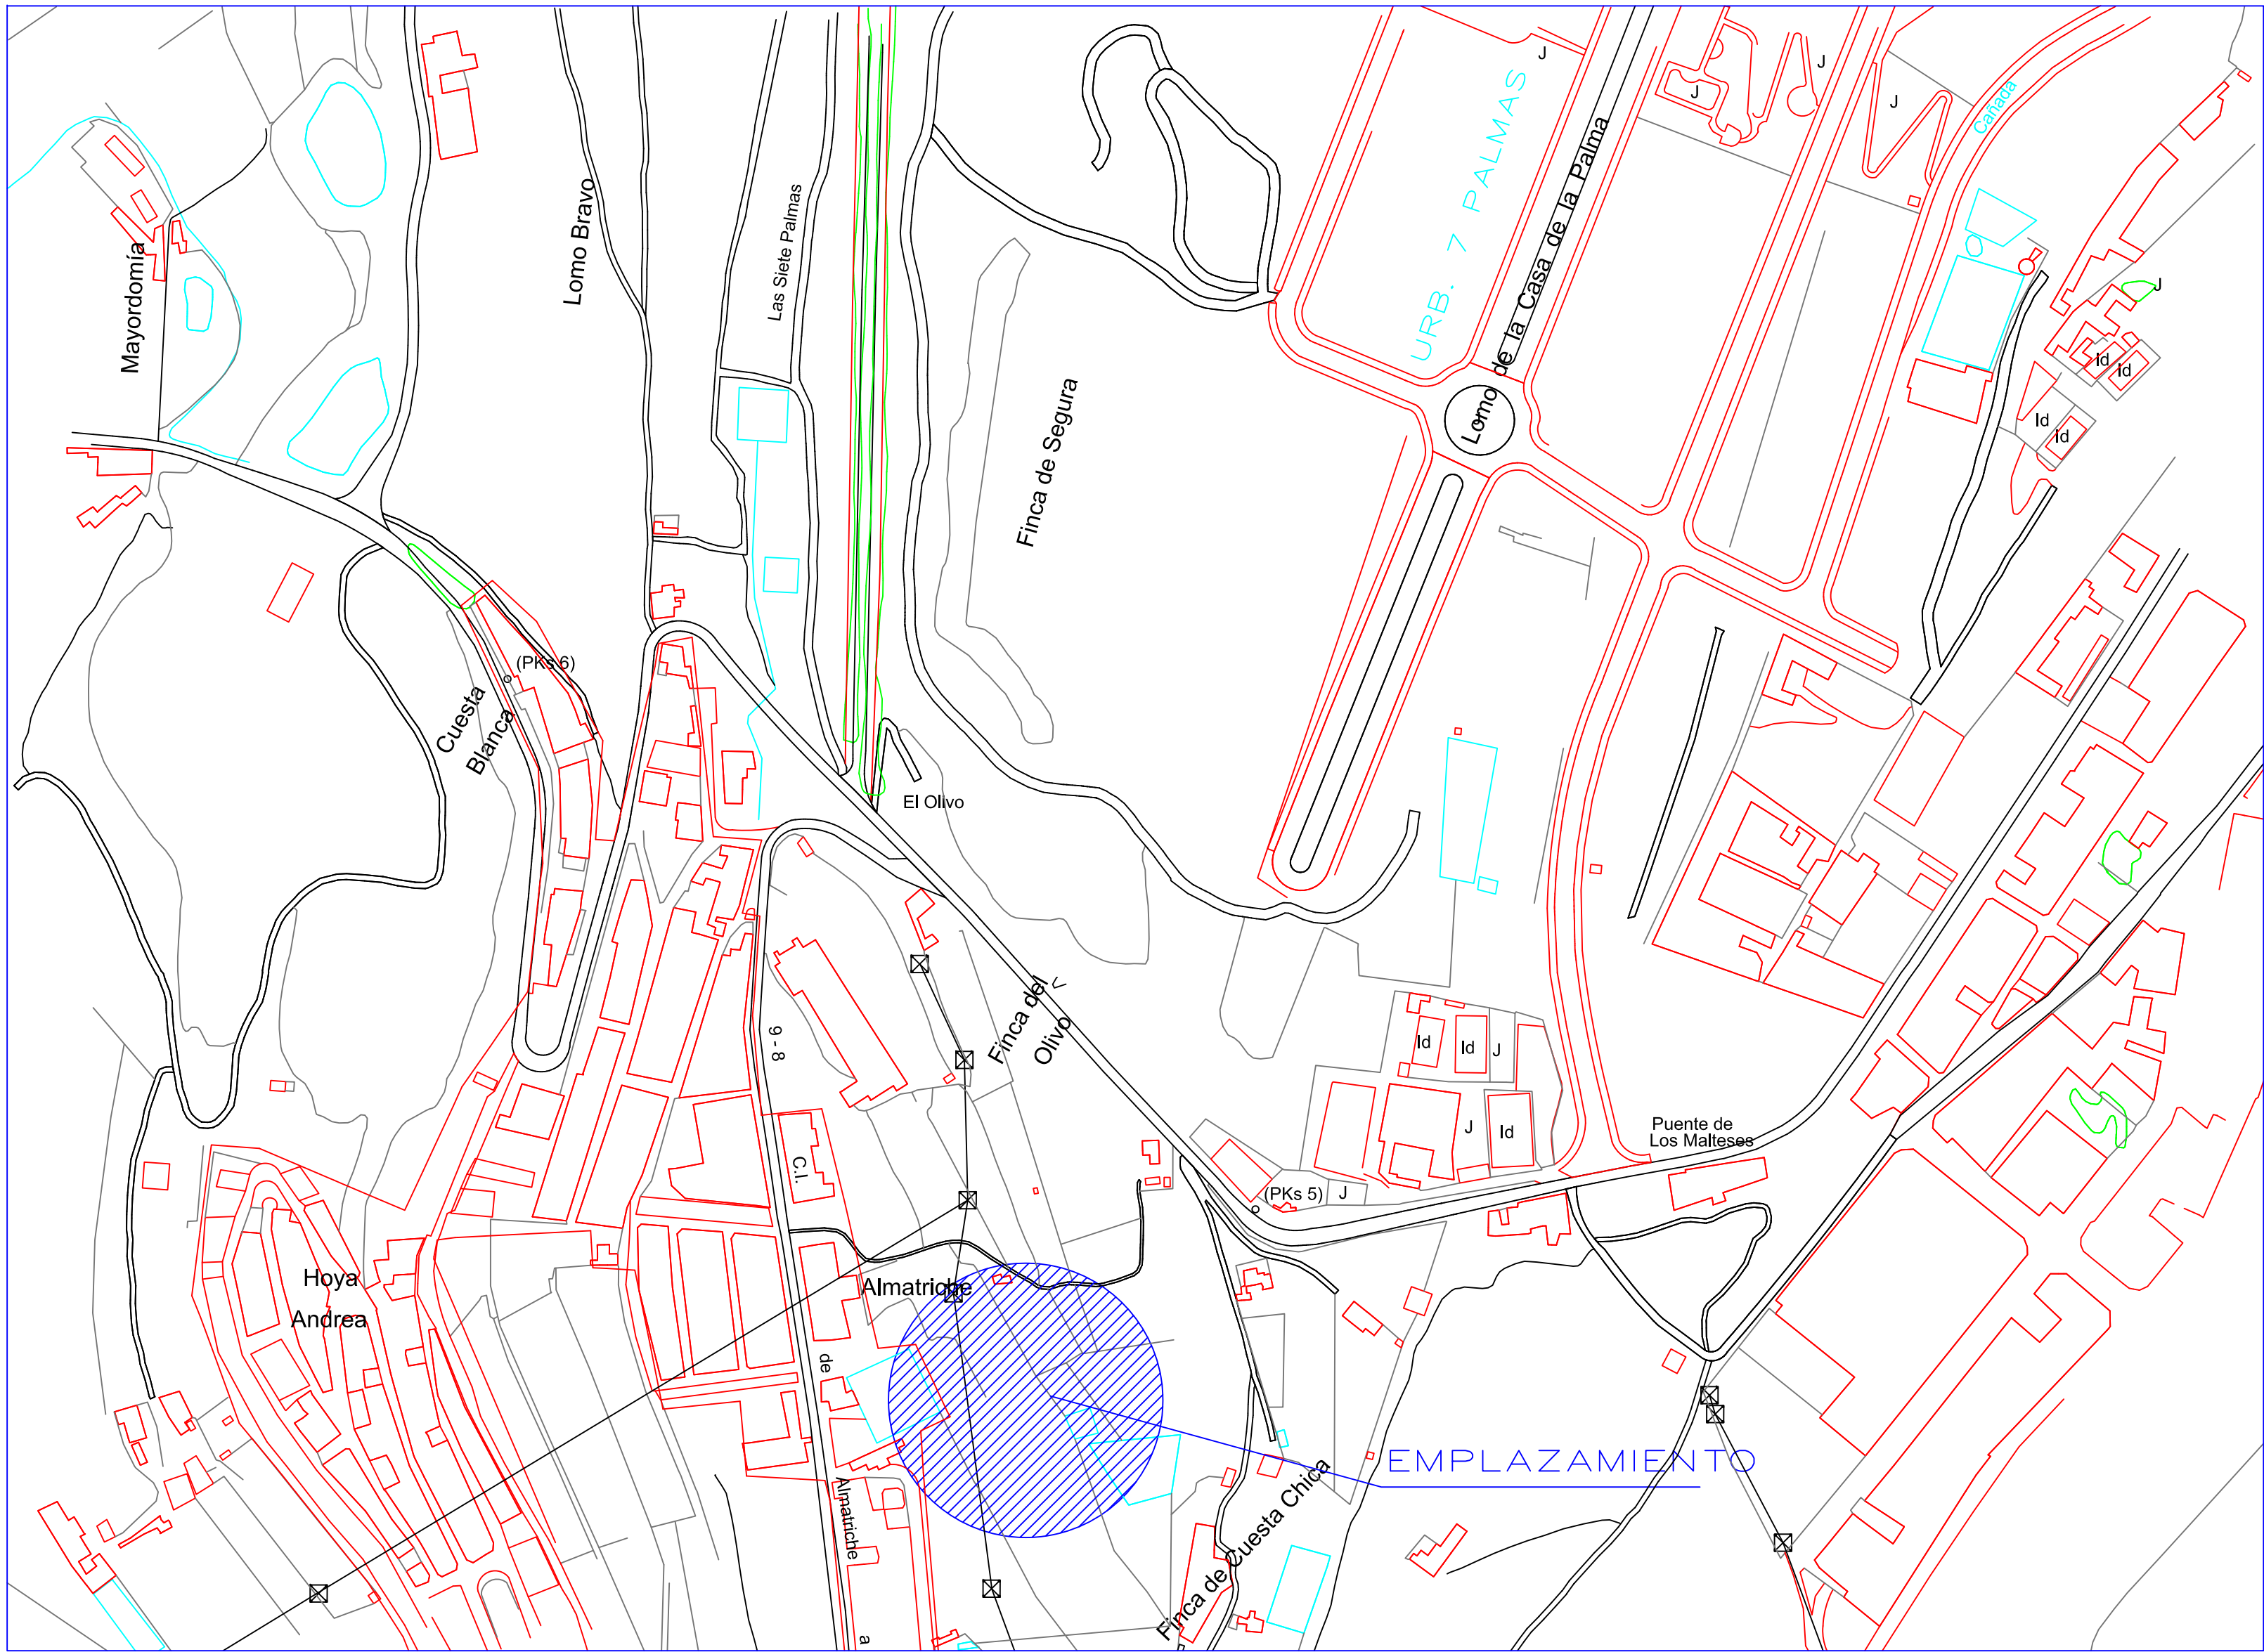 J
J
J
J
Cañada
URB. 7 PALMAS
Lomo de la Casa de la Palma
Lomo Bravo
Las Siete Palmas
Mayordomía
J
Id
Id
Id
Id
Finca de Segura
(PKs 6)
Cuesta
Blanca
El Olivo
Finca del
Olivo
9 - 8
Id
Id
J
J
Id
Puente de
Los Malteses
C.I.
(PKs 5)
J
Hoya
Andrea
Almatriche
de
EMPLAZAMIENTO
Almatriche
Finca de Cuesta Chica
a